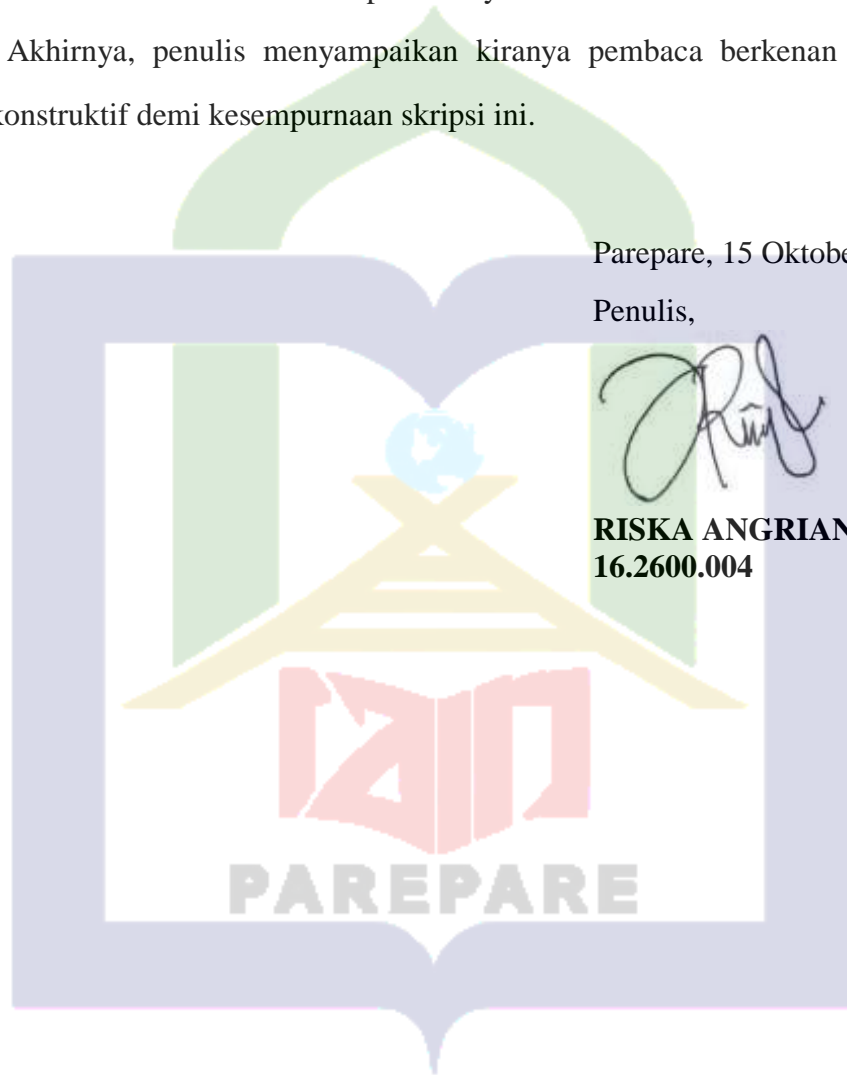 Akhirnya, penulis menyampaikan kiranya pembaca berkenan
konstruktif demi kesempurnaan skripsi ini.
Parepare, 15 Oktobe
Penulis,
RISKA ANGRIAN
16.2600.004
iain
PAREPARE